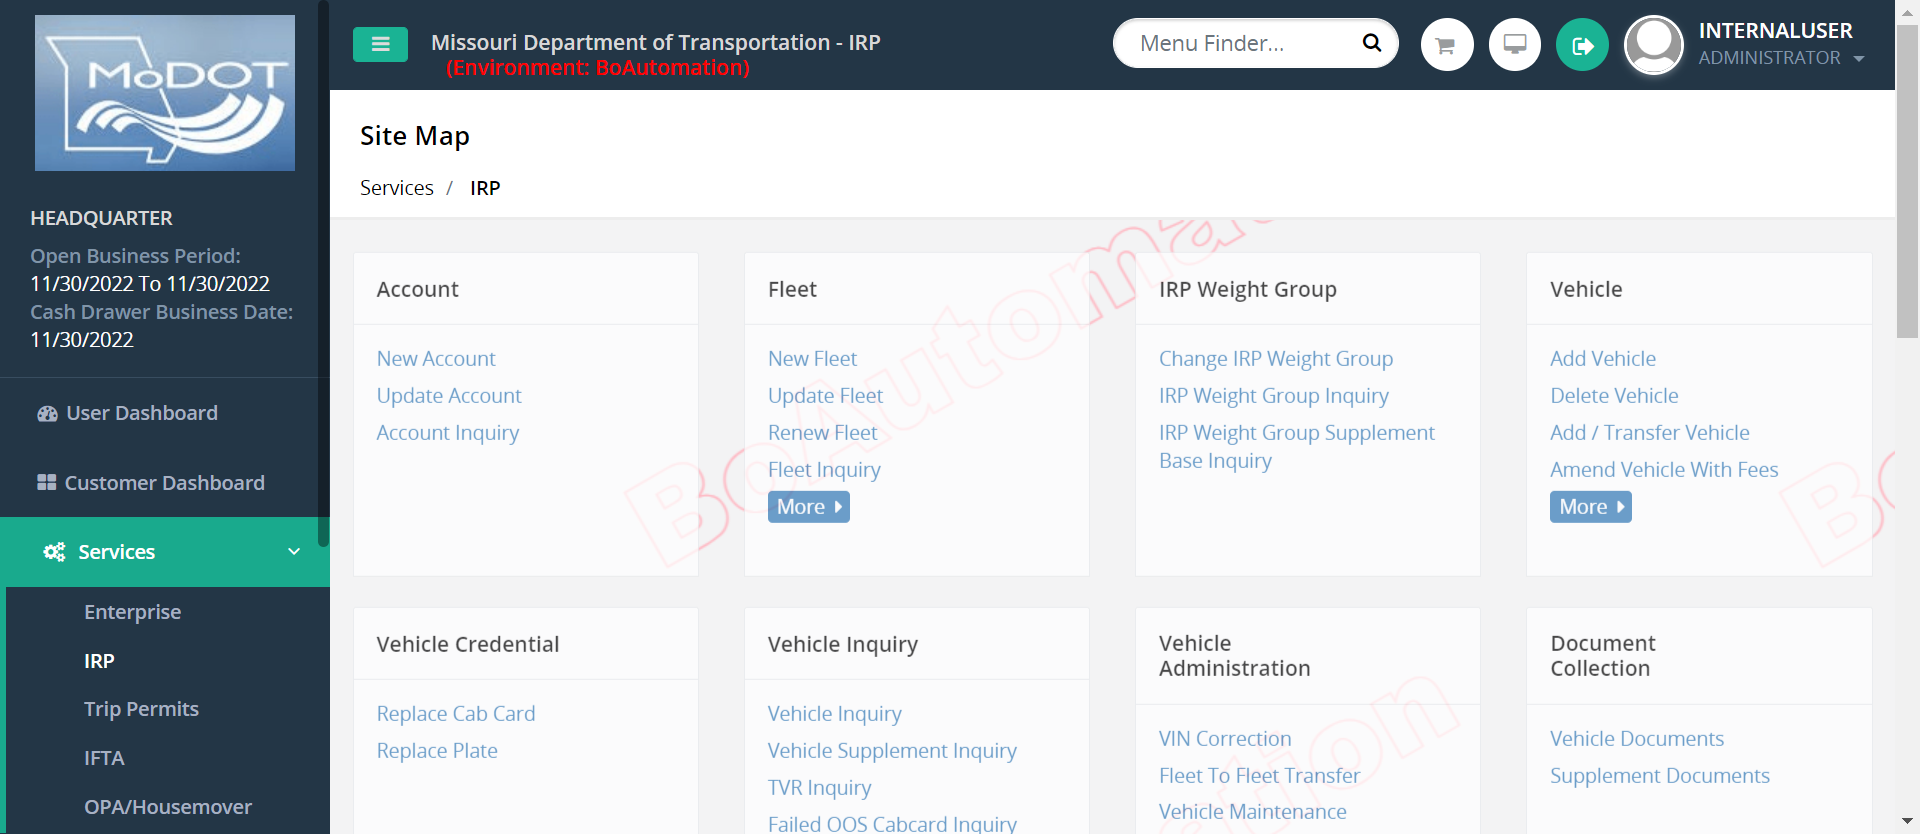 MoDOT
HEADQUARTER
Open Business Period:
11/30/2022 To 11/30/2022
Cash Drawer Business Date:
11/30/2022
User Dashboard
Customer Dashboard
Services
Enterprise
IRP
Trip Permits
IFTA
OPA/Housemover
Missouri Department of Transportation - IRP
(Environment: BoAutomation)
Menu Finder...
INTERNALUSER
ADMINISTRATOR
Site Map
Services / IRP
Account
New Account
Update Account
Account Inquiry
Fleet
New Fleet
Update Fleet
Renew Fleet
Fleet Inquiry
More
IRP Weight Group
Change IRP Weight Group
IRP Weight Group Inquiry
IRP Weight Group Supplement
Base Inquiry
Vehicle
Add Vehicle
Delete Vehicle
Add / Transfer Vehicle
Amend Vehicle With Fees
More
Vehicle Credential
Replace Cab Card
Replace Plate
Vehicle Inquiry
Vehicle Inquiry
Vehicle Supplement Inquiry
TVR Inquiry
Failed OOS Cabcard Inquiry
Vehicle
Administration
VIN Correction
Fleet To Fleet Transfer
Vehicle Maintenance
Document
Collection
Vehicle Documents
Supplement Documents
BoAutoma
Bo
tion